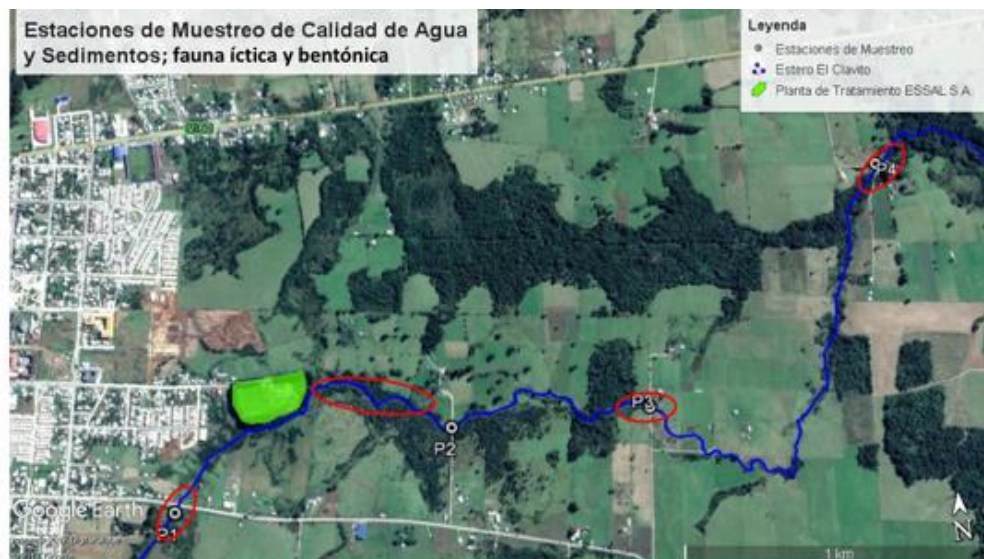 Estaciones de Muestreo de Calidad de Agua
y Sedimentos; fauna íctica y bentónica
Leyenda
Estaciones de Muestreo
Estero El Clavito
Planta de Tratamiento ESSAL S.A.
P4
P3
P2
Google Earth
P1
1 km
N